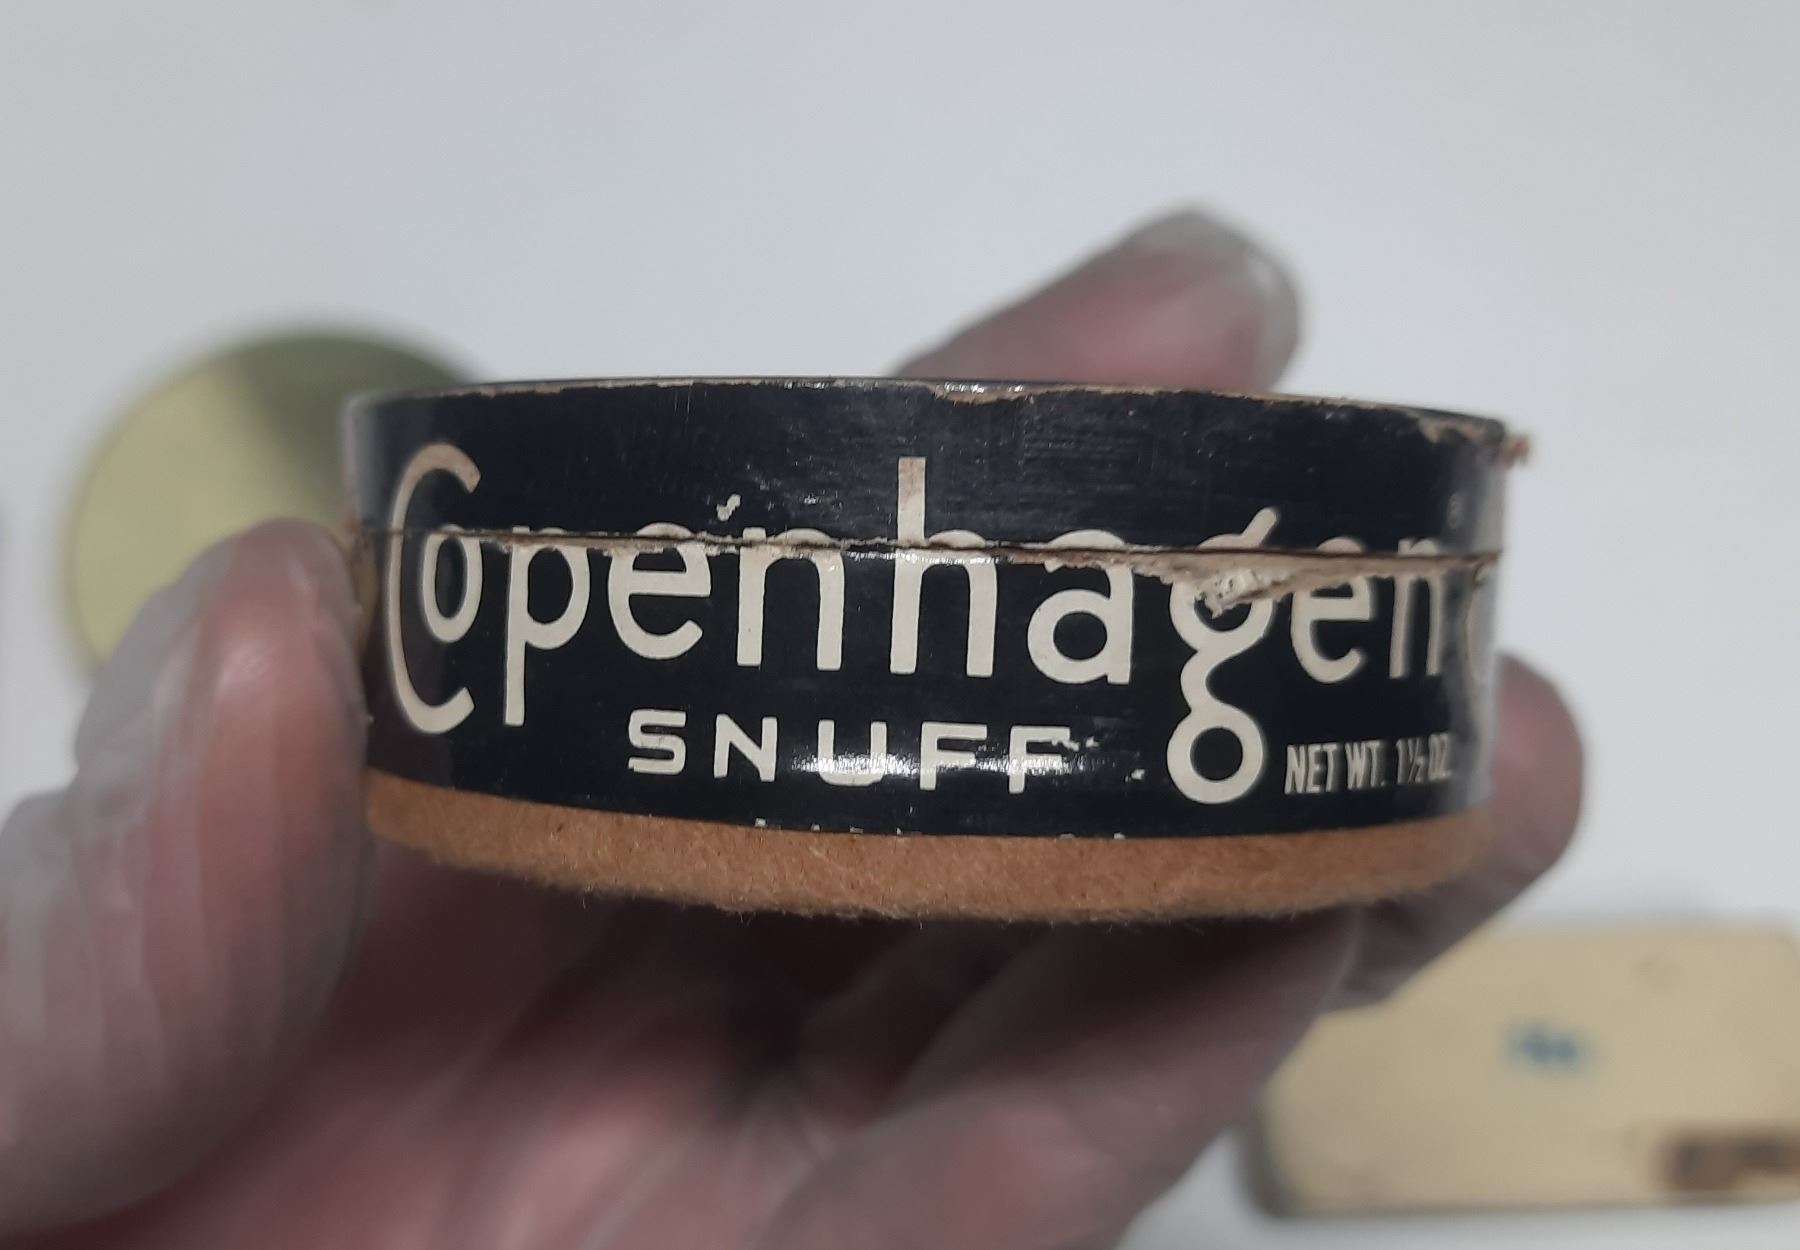 Copenhagen
SNUFF
NET WT. 1½ OZ.